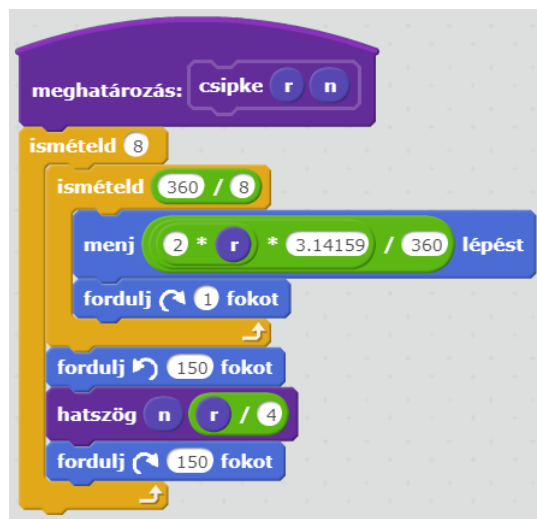 meghatározás: csipke r n
ismételd 8
ismételd 360 / 8
menj 2 * r * 3.14159 / 360 lépést
fordulj ↻ 1 fokot
fordulj ↺ 150 fokot
hatszög n r / 4
fordulj ↻ 150 fokot